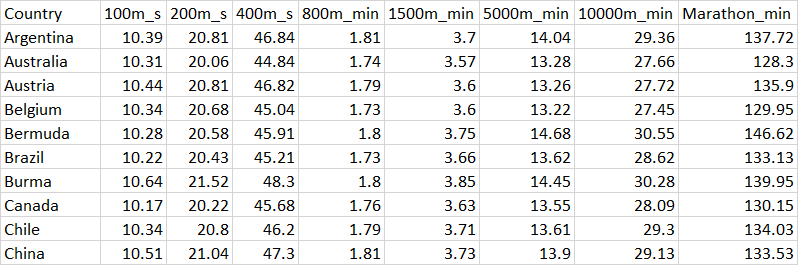 Country 100m_s 200m_s 400m_s 800m_min 1500m_min 5000m_min 10000m_min Marathon_min
Argentina 10.39 20.81 46.84 1.81 3.7 14.04 29.36 137.72
Australia 10.31 20.06 44.84 1.74 3.57 13.28 27.66 128.3
Austria 10.44 20.81 46.82 1.79 3.6 13.26 27.72 135.9
Belgium 10.34 20.68 45.04 1.73 3.6 13.22 27.45 129.95
Bermuda 10.28 20.58 45.91 1.8 3.75 14.68 30.55 146.62
Brazil 10.22 20.43 45.21 1.73 3.66 13.62 28.62 133.13
Burma 10.64 21.52 48.3 1.8 3.85 14.45 30.28 139.95
Canada 10.17 20.22 45.68 1.76 3.63 13.55 28.09 130.15
Chile 10.34 20.8 46.2 1.79 3.71 13.61 29.3 134.03
China 10.51 21.04 47.3 1.81 3.73 13.9 29.13 133.53